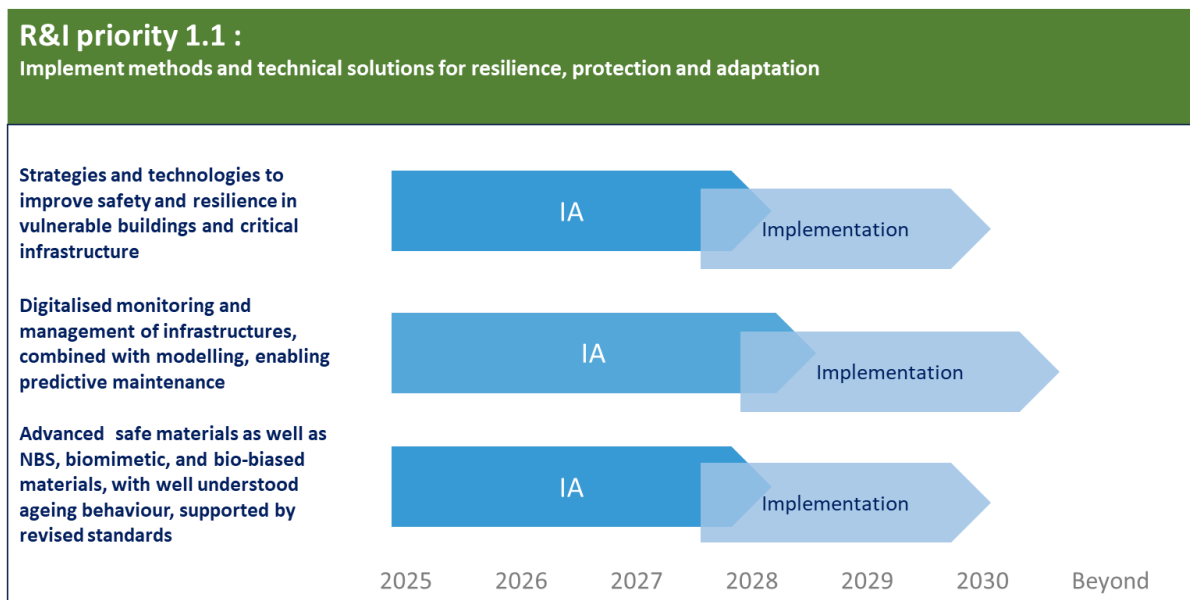 R&I priority 1.1 :
Implement methods and technical solutions for resilience, protection and adaptation
Strategies and technologies to
improve safety and resilience in
vulnerable buildings and critical
infrastructure
IA
Implementation
Digitalised monitoring and
management of infrastructures,
combined with modelling, enabling
predictive maintenance
IA
Implementation
Advanced safe materials as well as
NBS, biomimetic, and bio-biased
materials, with well understood
ageing behaviour, supported by
revised standards
IA
Implementation
2025 2026 2027 2028 2029 2030 Beyond